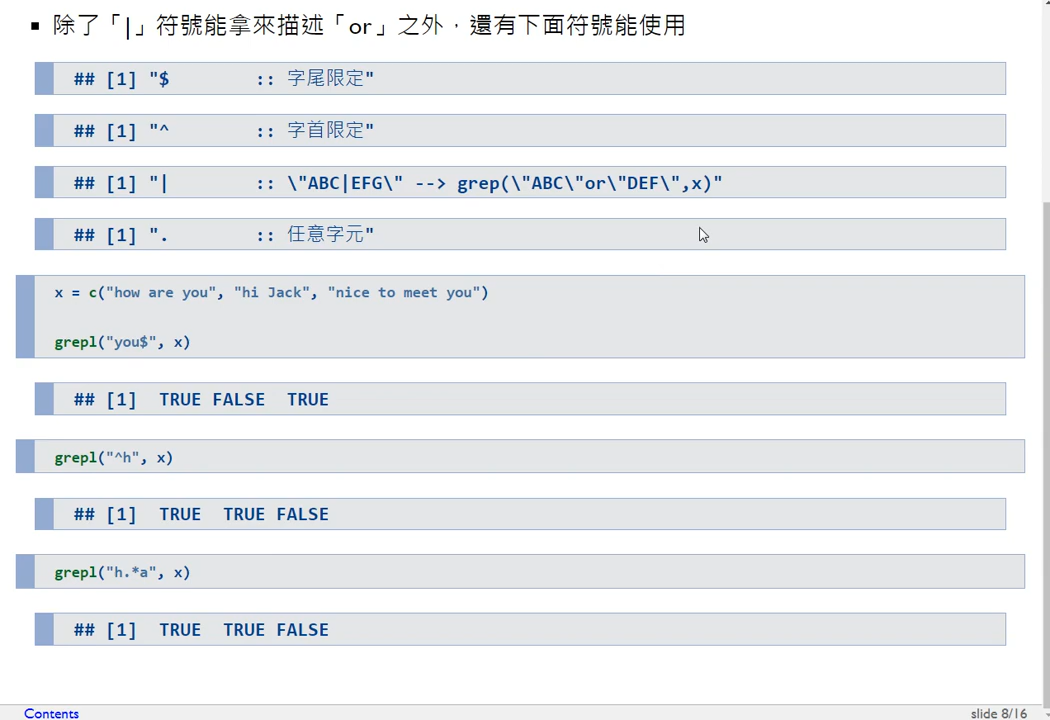 ▪ 除了「|」符號能拿來描述「or」之外，還有下面符號能使用
## [1] "$        :: 字尾限定"
## [1] "^        :: 字首限定"
## [1] "|        :: \"ABC|EFG\" --> grep(\"ABC\"or\"DEF\",x)"
## [1] ".        :: 任意字元"
x = c("how are you", "hi Jack", "nice to meet you")
grepl("you$", x)
## [1]  TRUE FALSE  TRUE
grepl("^h", x)
## [1]  TRUE  TRUE FALSE
grepl("h.*a", x)
## [1]  TRUE  TRUE FALSE
Contents
slide 8/16